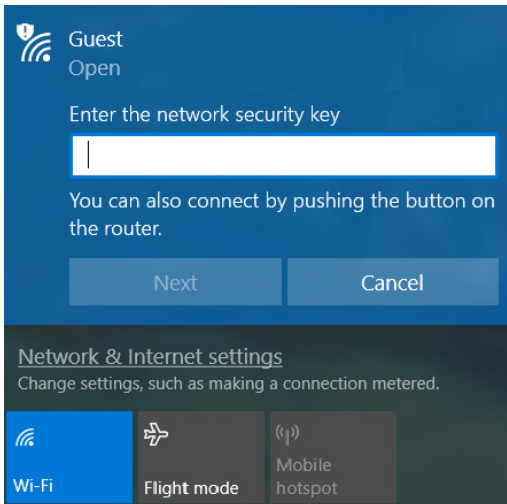 Guest
Open
Enter the network security key
You can also connect by pushing the button on
the router.
Next
Cancel
Network & Internet settings
Change settings, such as making a connection metered.
Wi-Fi
Flight mode
Mobile
hotspot